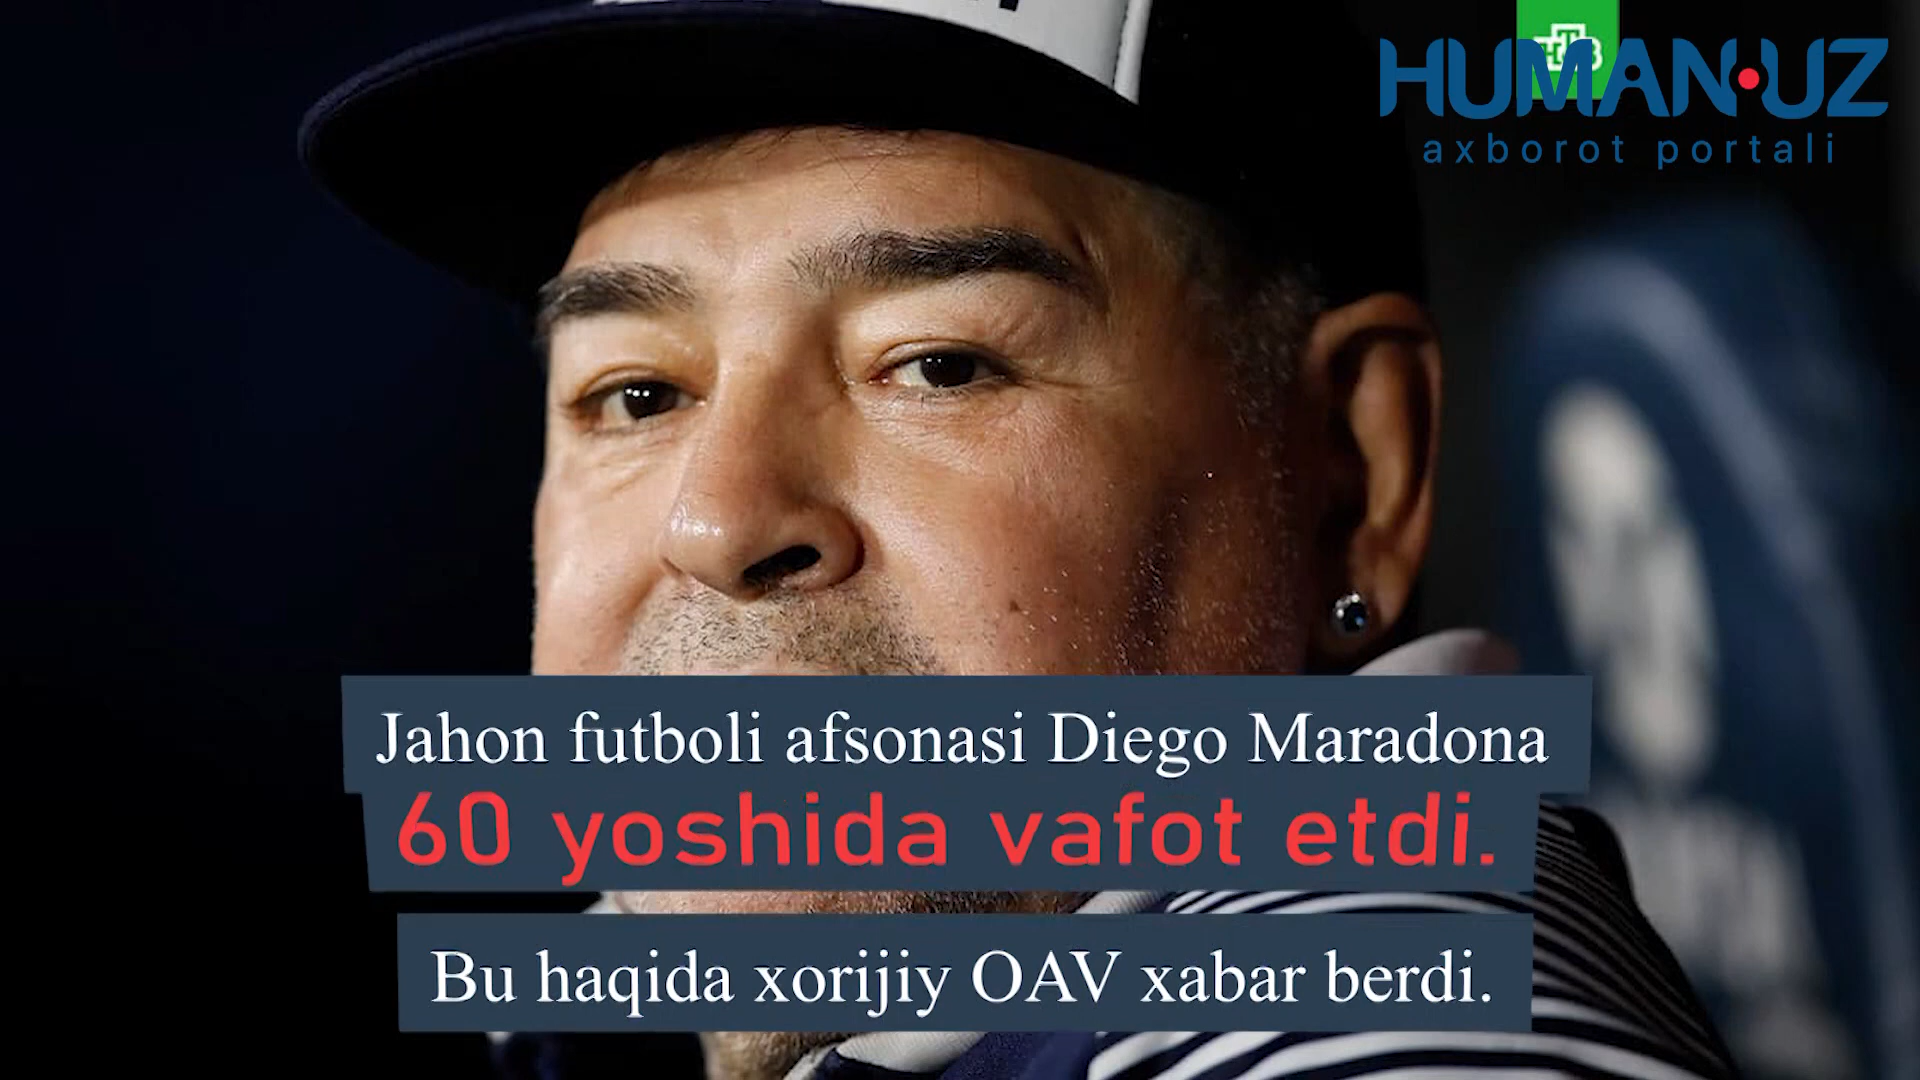 HUMAN.UZ
axborot portali
Jahon futboli afsonasi Diego Maradona
60 yoshida vafot etdi.
Bu haqida xorijiy OAV xabar berdi.